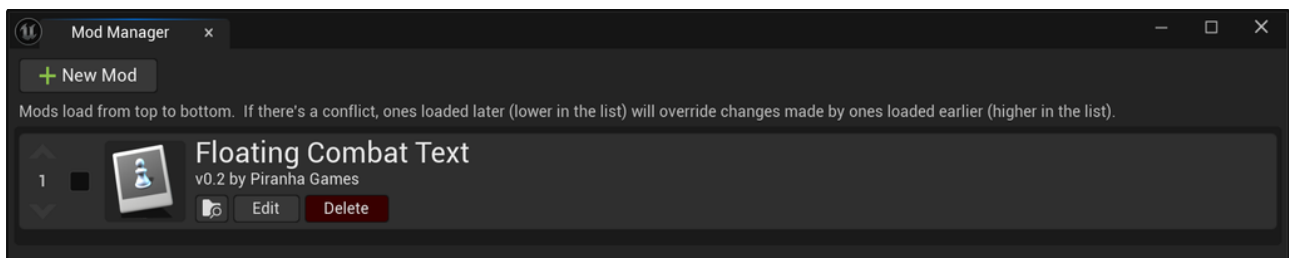 Mod Manager
New Mod
Mods load from top to bottom. If there's a conflict, ones loaded later (lower in the list) will override changes made by ones loaded earlier (higher in the list).
Floating Combat Text
1
v0.2 by Piranha Games
Edit Delete